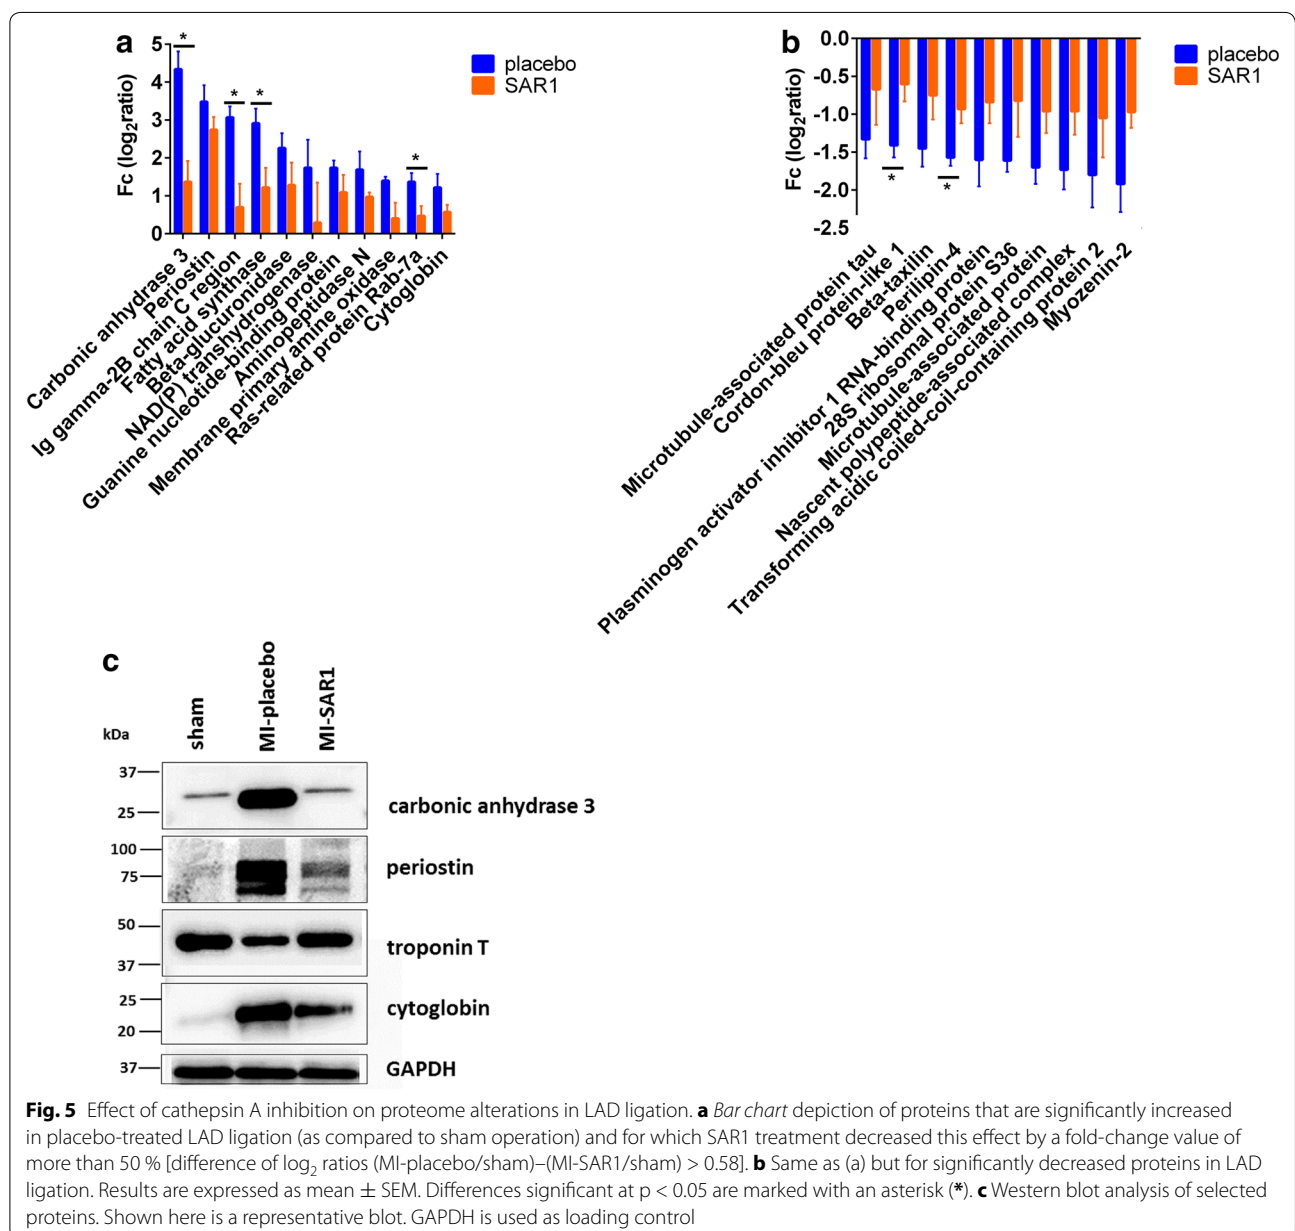 a
5
4
3
2
1
0
Fc (log2ratio)
*
*
*
*
placebo
SAR1
Carbonic anhydrase 3
Periostin
Ig gamma-2B chain C region
Fatty acid synthase
Beta-glucuronidase
NAD(P) transhydrogenase
Guanine nucleotide-binding protein
Aminopeptidase N
Membrane primary amine oxidase
Ras-related protein Rab-7a
Cytoglobin
b
0.0
-0.5
-1.0
-1.5
-2.0
-2.5
Fc (log2ratio)
*
*
placebo
SAR1
Microtubule-associated protein tau
Cordon-bleu protein-like 1
Beta-taxilin
Perilipin-4
Plasminogen activator inhibitor 1 RNA-binding protein
28S ribosomal protein S36
Microtubule-associated protein
Nascent polypeptide-associated complex
Transforming acidic coiled-coil-containing protein 2
Myozenin-2
c
kDa
sham
MI-placebo
MI-SAR1
37
25
carbonic anhydrase 3
100
75
periostin
50
37
troponin T
25
20
cytoglobin
37
GAPDH
Fig. 5 Effect of cathepsin A inhibition on proteome alterations in LAD ligation. a Bar chart depiction of proteins that are significantly increased
in placebo-treated LAD ligation (as compared to sham operation) and for which SAR1 treatment decreased this effect by a fold-change value of
more than 50 % [difference of log2 ratios (MI-placebo/sham)–(MI-SAR1/sham) > 0.58]. b Same as (a) but for significantly decreased proteins in LAD
ligation. Results are expressed as mean ± SEM. Differences significant at p < 0.05 are marked with an asterisk (*). c Western blot analysis of selected
proteins. Shown here is a representative blot. GAPDH is used as loading control